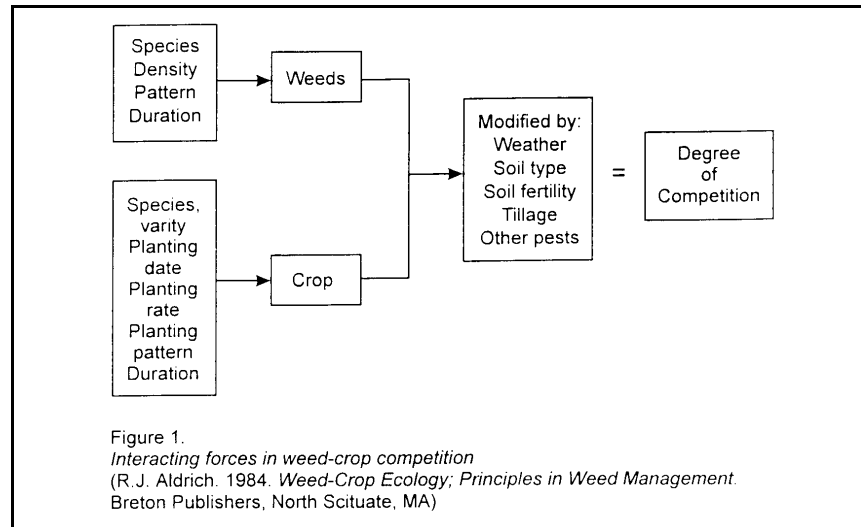 Species
Density
Pattern
Duration
Weeds
Species,
varity
Planting
date
Planting
rate
Planting
pattern
Duration
Crop
Modified by:
Weather
Soil type
Soil fertility
Tillage
Other pests
=
Degree
of
Competition
Figure 1.
Interacting forces in weed-crop competition
(R.J. Aldrich. 1984. Weed-Crop Ecology; Principles in Weed Management.
Breton Publishers, North Scituate, MA)